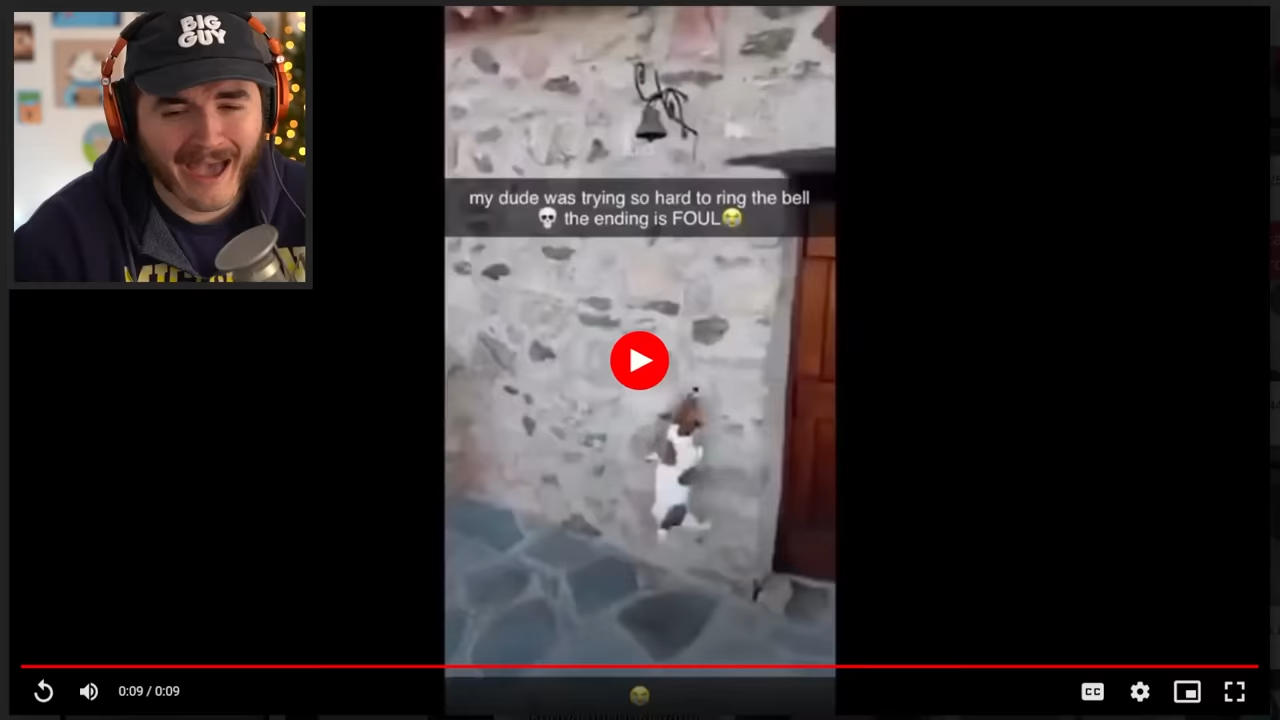 BIG
GUY
my dude was trying so hard to ring the bell
💀 the ending is FOUL😭
0:09 / 0:09
CC